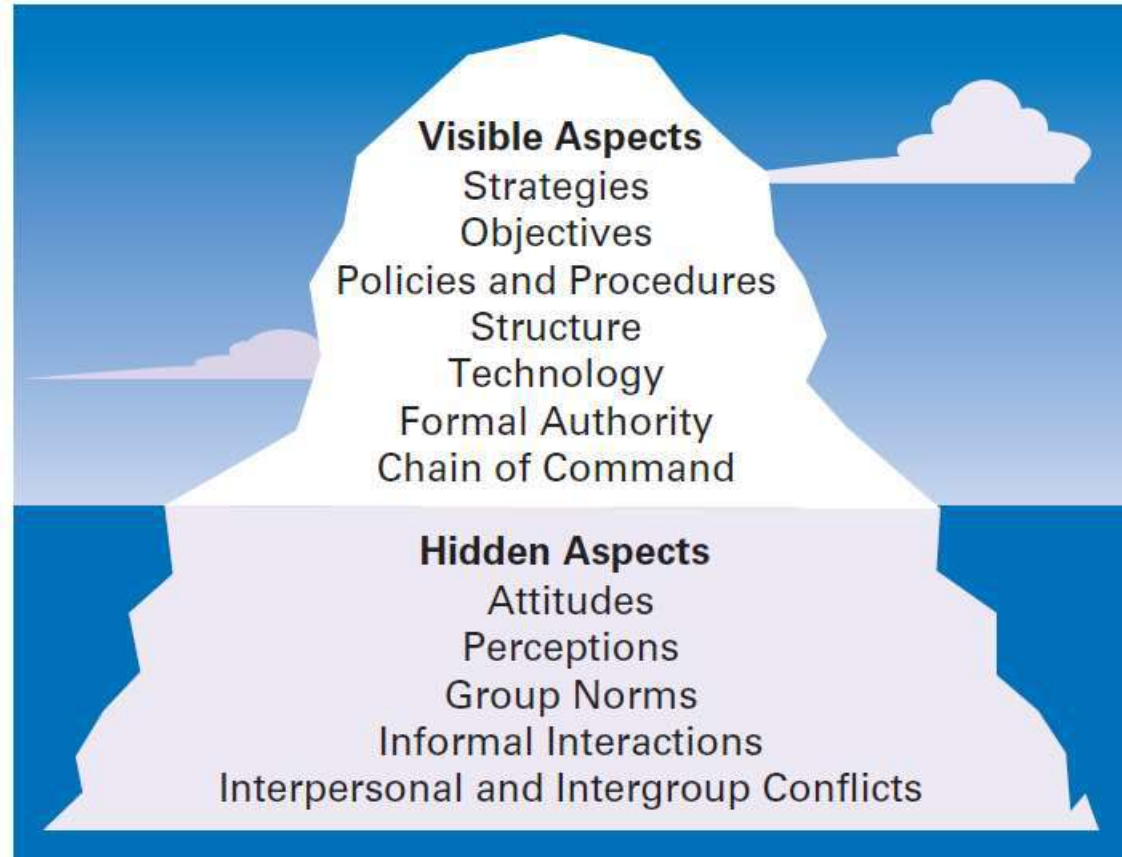 Visible Aspects
Strategies
Objectives
Policies and Procedures
Structure
Technology
Formal Authority
Chain of Command
Hidden Aspects
Attitudes
Perceptions
Group Norms
Informal Interactions
Interpersonal and Intergroup Conflicts